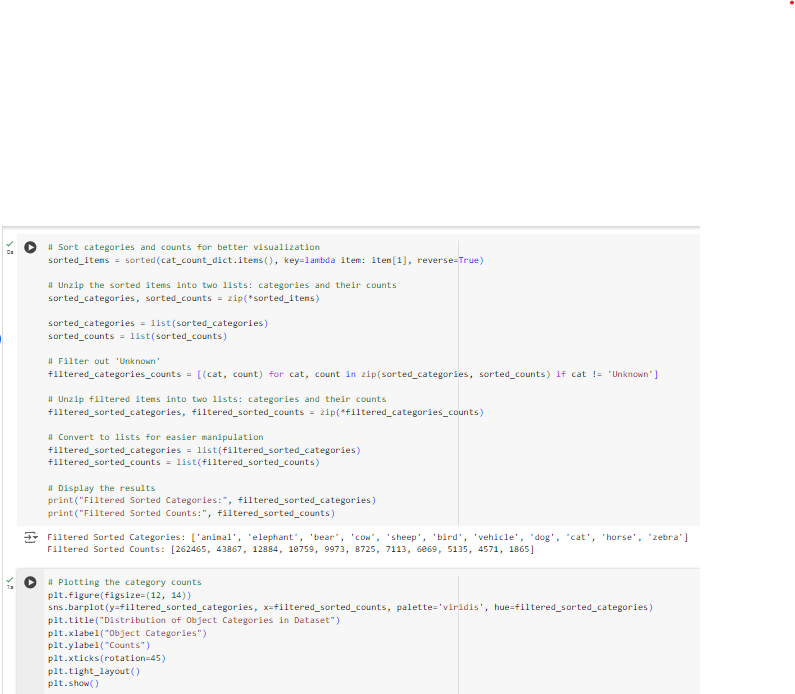 # Sort categories and counts for better visualization
sorted_items = sorted(cat_count_dict.items(), key=lambda item: item[1], reverse=True)
# Unzip the sorted items into two lists: categories and their counts
sorted_categories, sorted_counts = zip(*sorted_items)
sorted_categories = list(sorted_categories)
sorted_counts = list(sorted_counts)
# Filter out 'Unknown'
filtered_categories_counts = [(cat, count) for cat, count in zip(sorted_categories, sorted_counts) if cat != 'Unknown']
# Unzip filtered items into two lists: categories and their counts
filtered_sorted_categories, filtered_sorted_counts = zip(*filtered_categories_counts)
# Convert to lists for easier manipulation
filtered_sorted_categories = list(filtered_sorted_categories)
filtered_sorted_counts = list(filtered_sorted_counts)
# Display the results
print("Filtered Sorted Categories:", filtered_sorted_categories)
print("Filtered Sorted Counts:", filtered_sorted_counts)
Filtered Sorted Categories: ['animal', 'elephant', 'bear', 'cow', 'sheep', 'bird', 'vehicle', 'dog', 'cat', 'horse', 'zebra']
Filtered Sorted Counts: [262465, 43867, 12884, 10759, 9973, 8725, 7113, 6069, 5135, 4571, 1865]
# Plotting the category counts
plt.figure(figsize=(12, 14))
sns.barplot(y=filtered_sorted_categories, x=filtered_sorted_counts, palette='viridis', hue=filtered_sorted_categories)
plt.title("Distribution of Object Categories in Dataset")
plt.xlabel("Object Categories")
plt.ylabel("Counts")
plt.xticks(rotation=45)
plt.tight_layout()
plt.show()